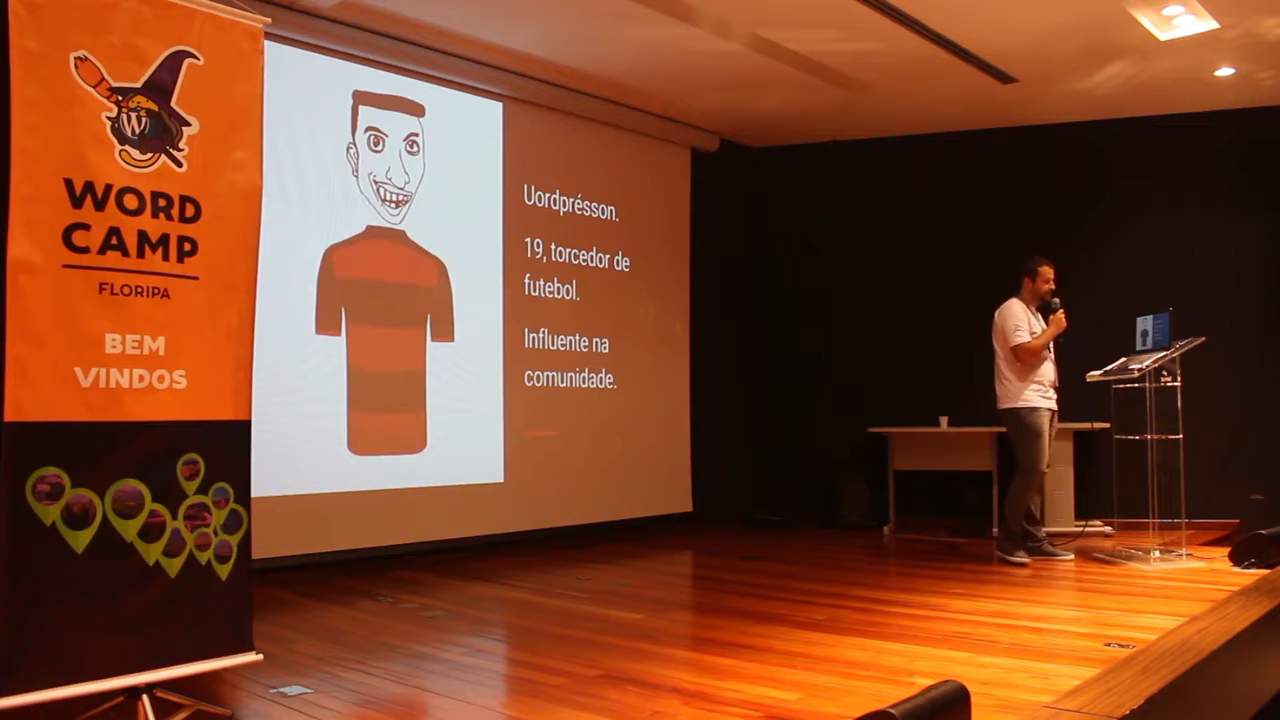 WORD
CAMP
FLORIPA
BEM
VINDOS
Uordprésson.
19, torcedor de
futebol.
Influente na
comunidade.